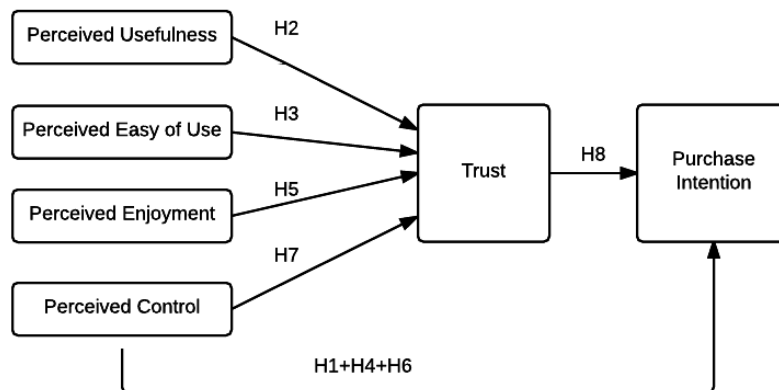 Perceived Usefulness
H2
Perceived Easy of Use
H3
Perceived Enjoyment
H5
Perceived Control
H7
Trust
H8
Purchase
Intention
H1+H4+H6